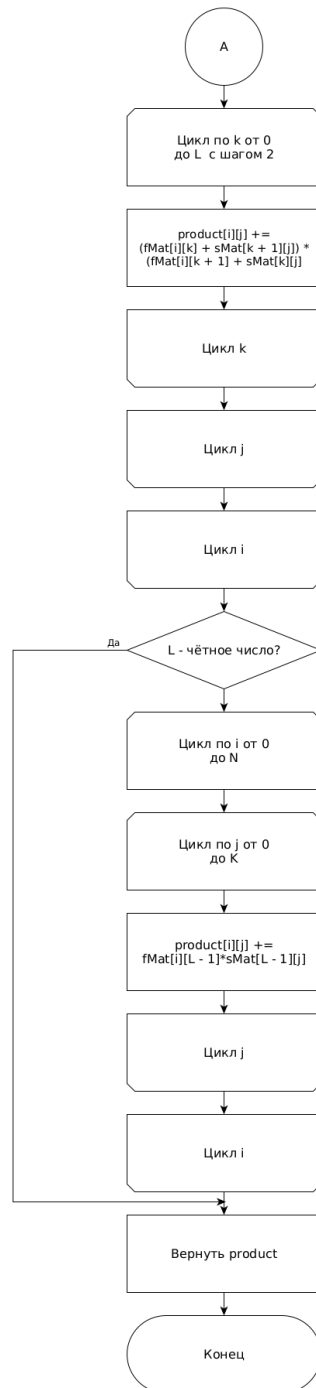 A
Цикл по k от 0
до L с шагом 2
product[i][j] +=
(fMat[i][k] + sMat[k + 1][j]) *
(fMat[i][k + 1] + sMat[k][j]
Цикл k
Цикл j
Цикл i
Да
L - чётное число?
Цикл по i от 0
до N
Цикл по j от 0
до K
product[i][j] +=
fMat[i][L - 1]*sMat[L - 1][j]
Цикл j
Цикл i
Вернуть product
Конец